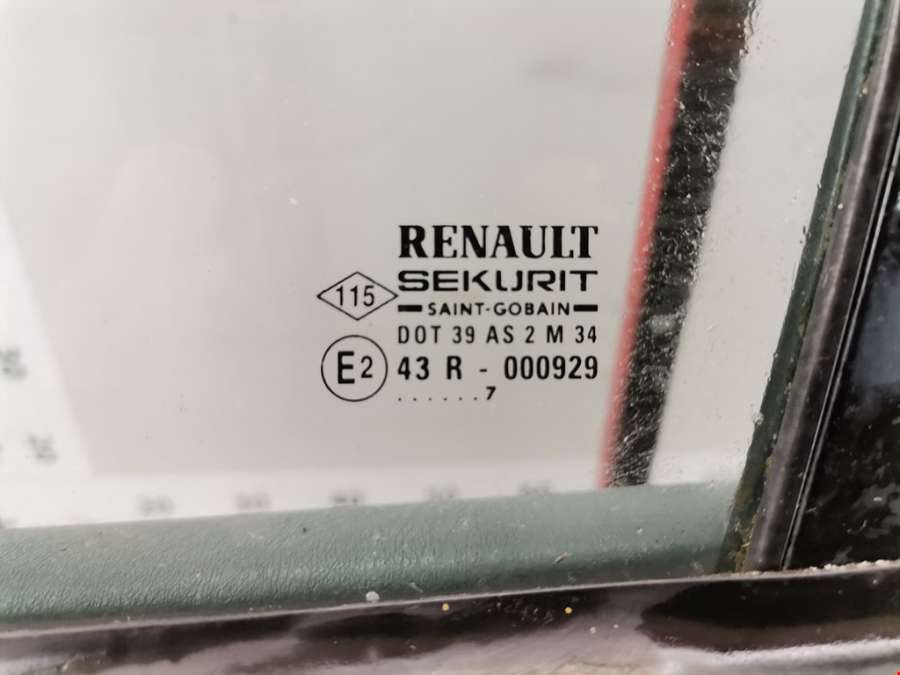 RENAULT
SEKURIT
115
SAINT-GOBAIN
DOT 39 AS 2 M 34
E2 43 R - 000929
......7